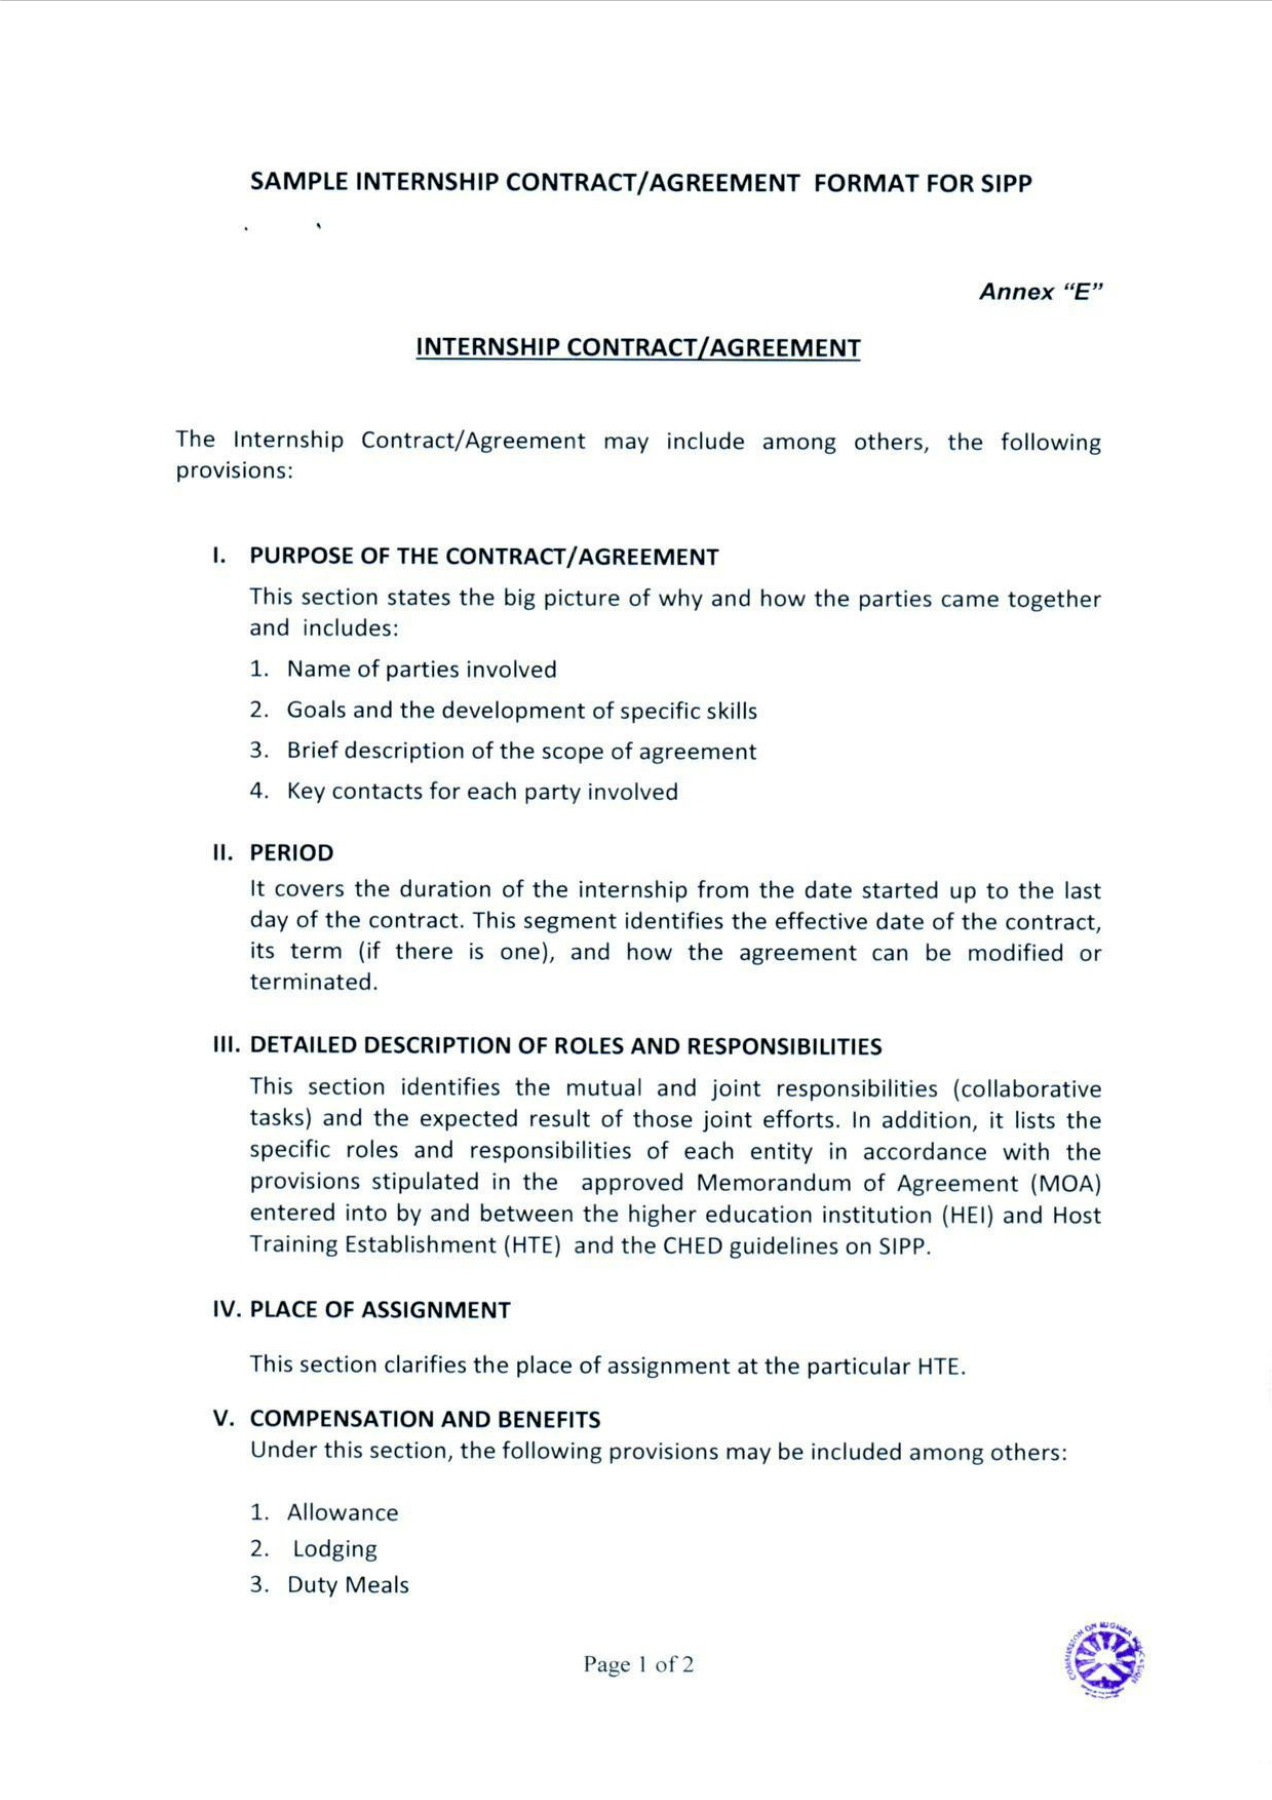 SAMPLE INTERNSHIP CONTRACT/AGREEMENT FORMAT FOR SIPP
Annex “E”
INTERNSHIP CONTRACT/AGREEMENT
The Internship Contract/Agreement may include among others, the following
provisions:
I. PURPOSE OF THE CONTRACT/AGREEMENT
This section states the big picture of why and how the parties came together
and includes:
1. Name of parties involved
2. Goals and the development of specific skills
3. Brief description of the scope of agreement
4. Key contacts for each party involved
II. PERIOD
It covers the duration of the internship from the date started up to the last
day of the contract. This segment identifies the effective date of the contract,
its term (if there is one), and how the agreement can be modified or
terminated.
III. DETAILED DESCRIPTION OF ROLES AND RESPONSIBILITIES
This section identifies the mutual and joint responsibilities (collaborative
tasks) and the expected result of those joint efforts. In addition, it lists the
specific roles and responsibilities of each entity in accordance with the
provisions stipulated in the approved Memorandum of Agreement (MOA)
entered into by and between the higher education institution (HEI) and Host
Training Establishment (HTE) and the CHED guidelines on SIPP.
IV. PLACE OF ASSIGNMENT
This section clarifies the place of assignment at the particular HTE.
V. COMPENSATION AND BENEFITS
Under this section, the following provisions may be included among others:
1. Allowance
2. Lodging
3. Duty Meals
Page 1 of 2
COMMISSION ON HIGHER